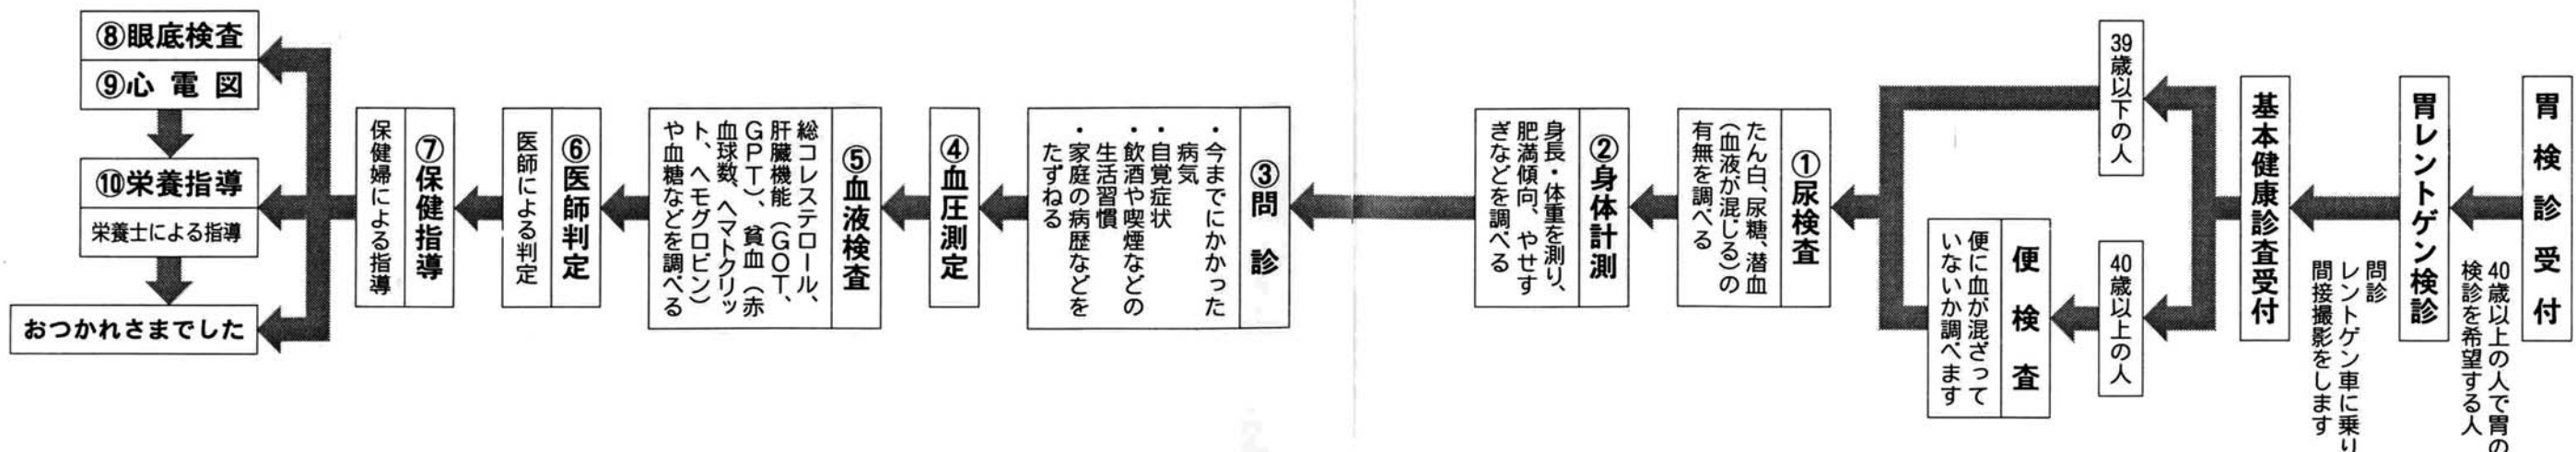 胃検診受付
40歳以上の人で胃の
検診を希望する人
胃レントゲン検診
問診
レントゲン車に乗り
間接撮影をします
基本健康診査受付
39歳以下の人
40歳以上の人
便検査
便に血が混ざって
いないか調べます
①尿検査
たん白、尿糖、潜血
（血液が混じる）の
有無を調べる
②身体計測
身長・体重を測り、
肥満傾向、やせす
ぎなどを調べる
③問診
・今までにかかった
病気
・自覚症状
・飲酒や喫煙などの
生活習慣
・家庭の病歴などを
たずねる
④血圧測定
⑤血液検査
総コレステロール、
肝臓機能（GOT、
GPT）、貧血（赤
血球数、ヘマトクリッ
ト、ヘモグロビン）
や血糖などを調べる
⑥医師判定
医師による判定
⑦保健指導
保健婦による指導
⑧眼底検査
⑨心電図
⑩栄養指導
栄養士による指導
おつかれさまでした